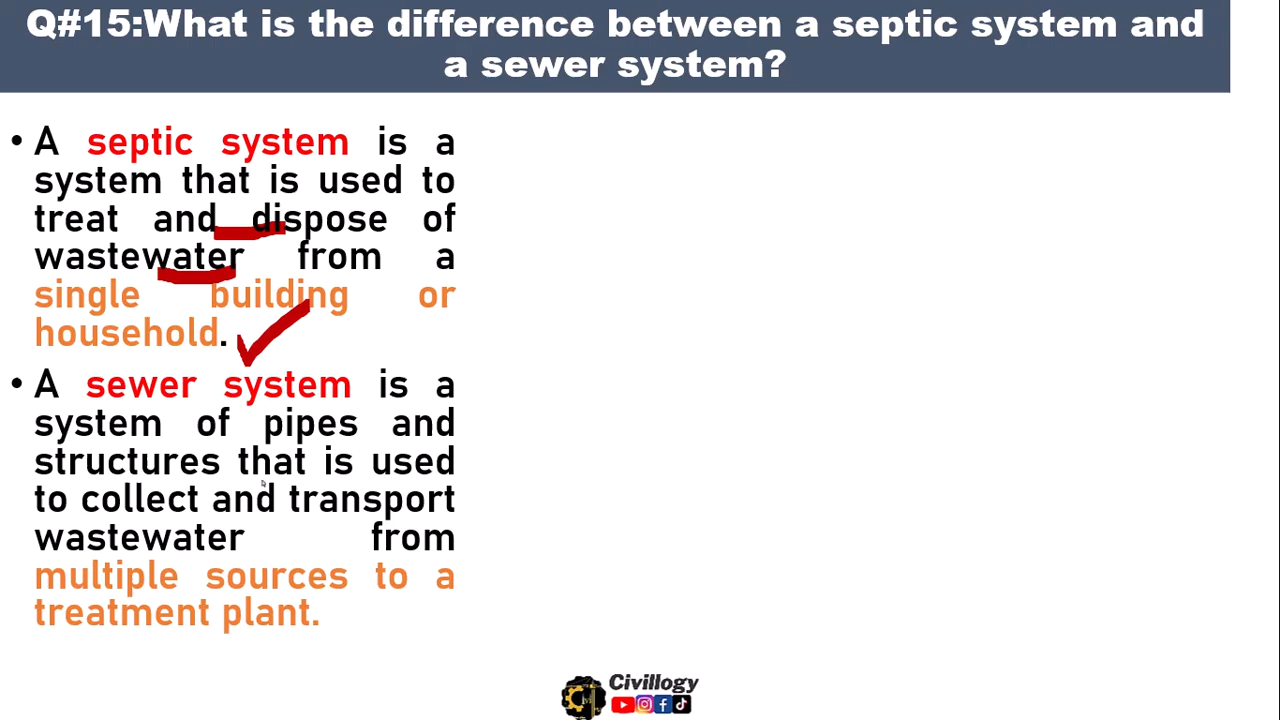 Q#15:What is the difference between a septic system and
a sewer system?
• A septic system is a
system that is used to
treat and dispose of
wastewater from a
single building or
household.
• A sewer system is a
system of pipes and
structures that is used
to collect and transport
wastewater from
multiple sources to a
treatment plant.
Civillogy